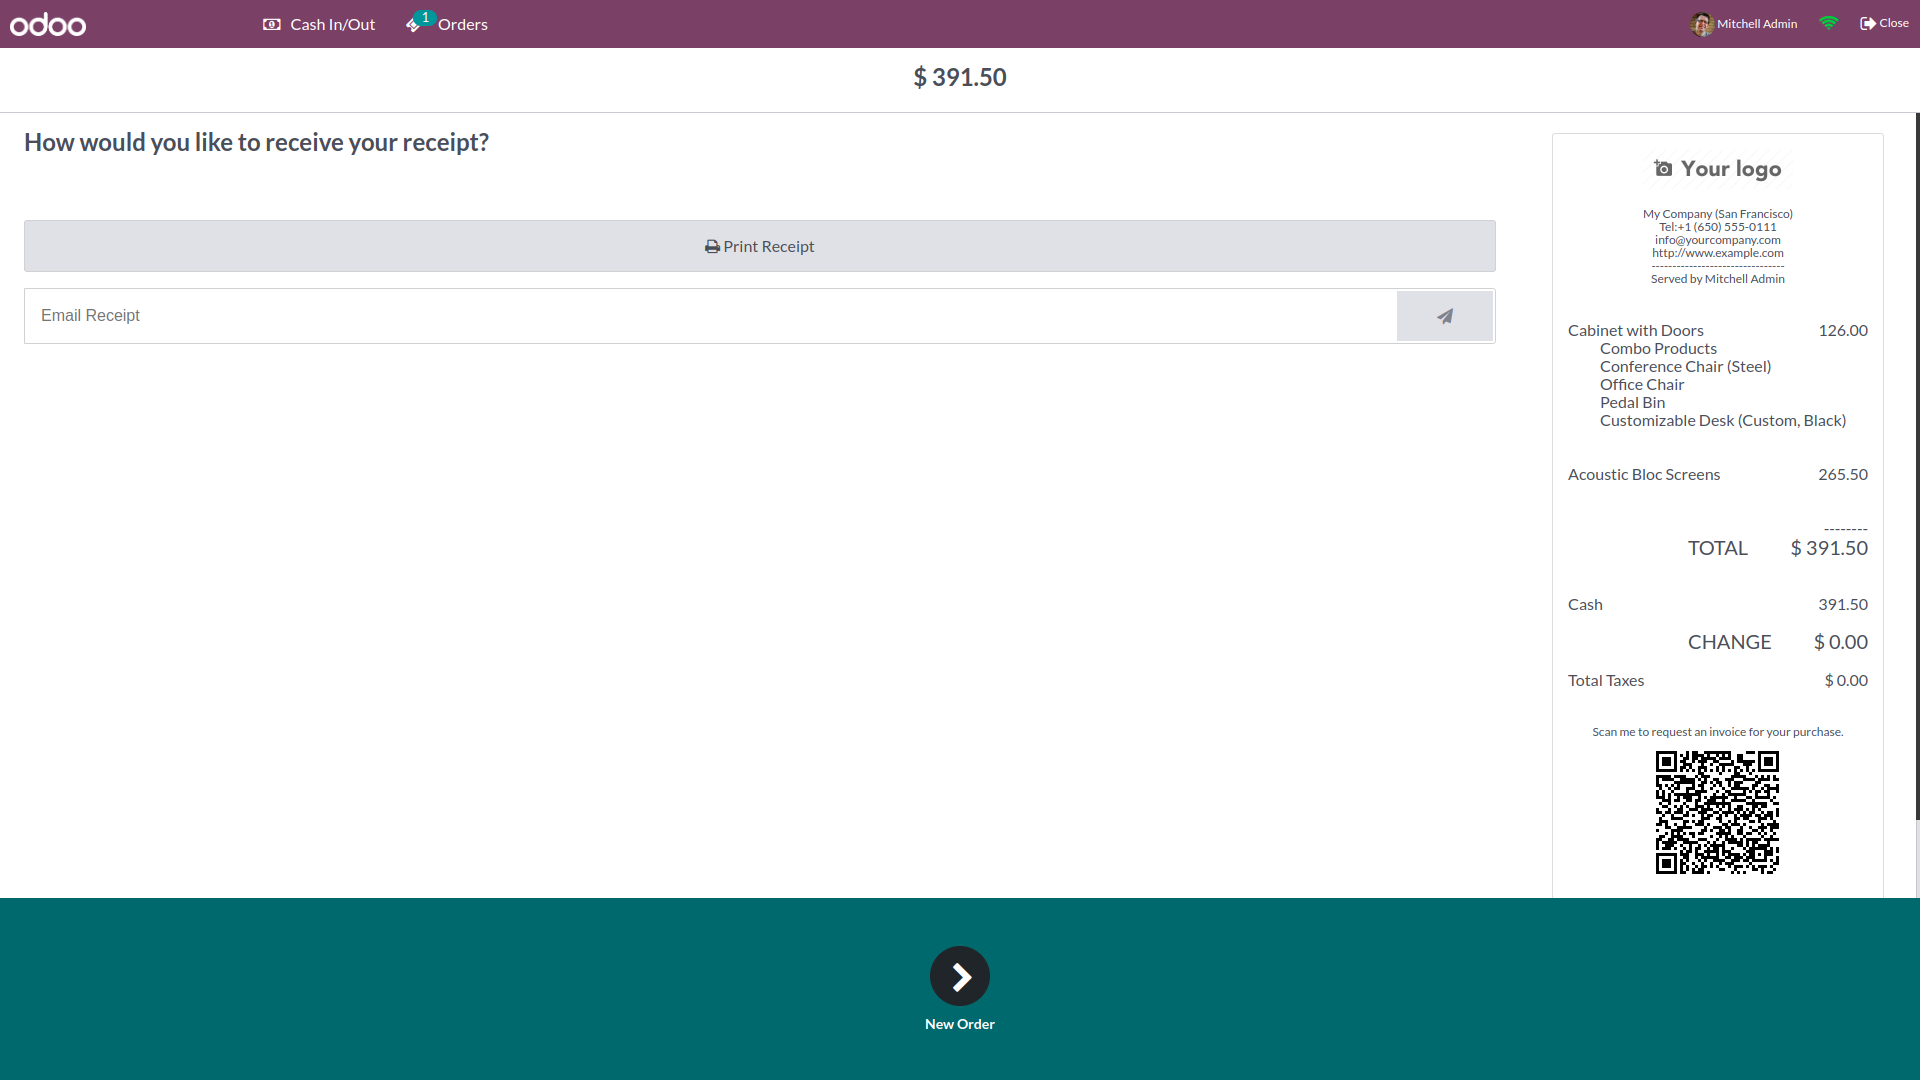 odoo
Cash In/Out
1
Orders
Mitchell Admin
Close
$ 391.50
How would you like to receive your receipt?
Print Receipt
Email Receipt
Your logo
My Company (San Francisco)
Tel:+1 (650) 555-0111
info@yourcompany.com
http://www.example.com
--------------------------------
Served by Mitchell Admin
Cabinet with Doors 126.00
Combo Products
Conference Chair (Steel)
Office Chair
Pedal Bin
Customizable Desk (Custom, Black)
Acoustic Bloc Screens 265.50
--------
TOTAL $ 391.50
Cash 391.50
CHANGE $ 0.00
Total Taxes $ 0.00
Scan me to request an invoice for your purchase.
New Order